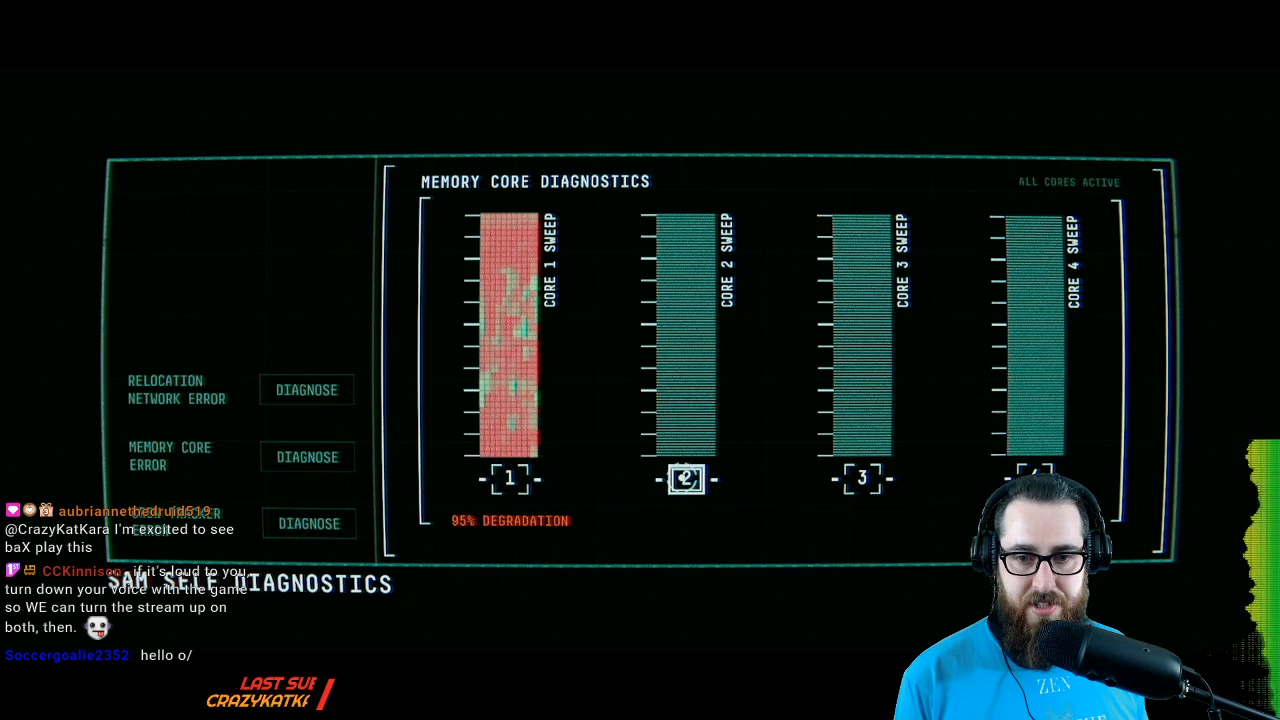 MEMORY CORE DIAGNOSTICS
ALL CORES ACTIVE
CORE 1 SWEEP
CORE 2 SWEEP
CORE 3 SWEEP
CORE 4 SWEEP
1
2
3
95% DEGRADATION
RELOCATION
NETWORK ERROR
DIAGNOSE
MEMORY CORE
ERROR
DIAGNOSE
ERROR
DIAGNOSE
SELF DIAGNOSTICS
aubriannethedruid519:
@CrazyKatKara I'm excited to see
baX play this
CCKinnison: if it's loud to you,
turn down your voice with the game
so WE can turn the stream up on
both, then.
Soccergoalie2352 hello o/
LAST SUB
CRAZYKATK
ZEN
THE